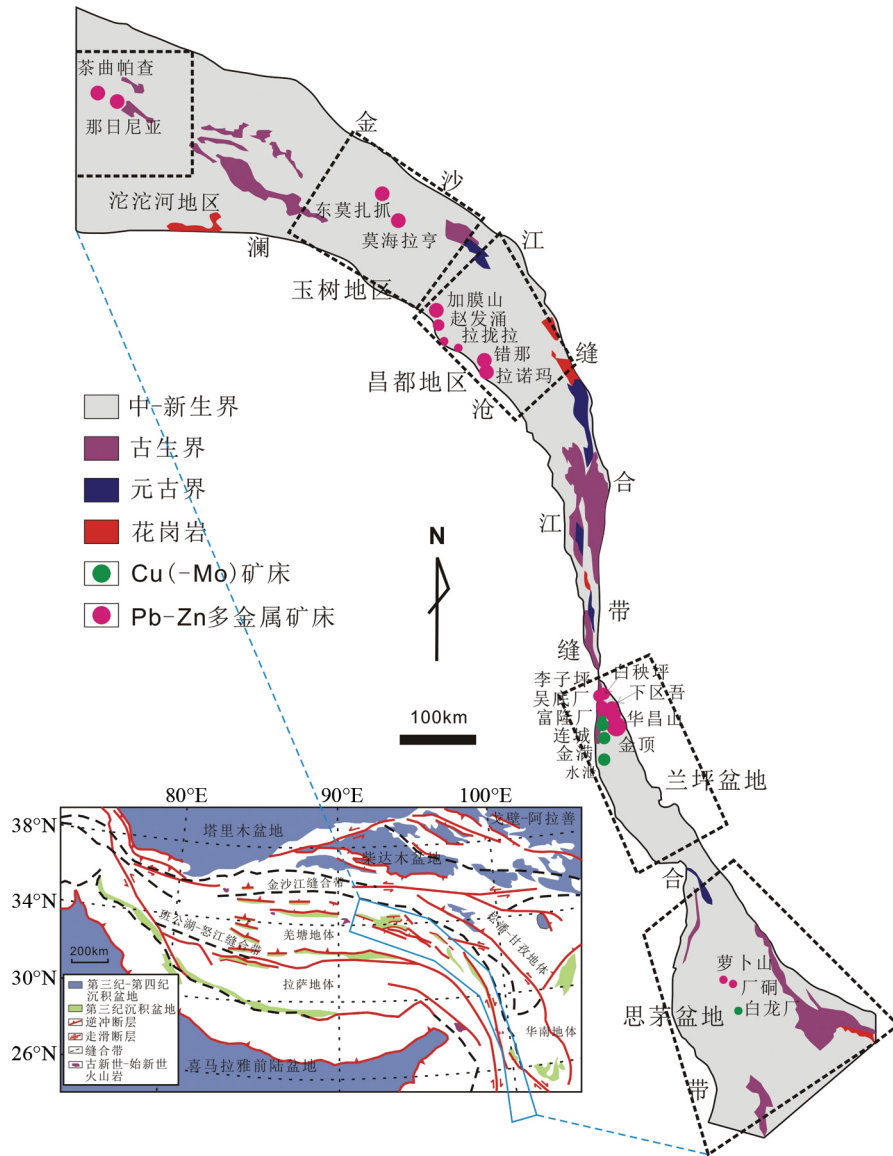 茶曲帕查
那日尼亚
沱沱河地区
金
沙
江
缝
合
带
澜
沧
江
缝
合
带
东莫扎抓
莫海拉亨
玉树地区
加膜山
赵发涌
拉拢拉
错那
拉诺玛
昌都地区
中-新生界
古生界
元古界
花岗岩
Cu(-Mo)矿床
Pb-Zn多金属矿床
N
100km
李子坪
白秧坪
吴底厂
下区吾
富隆厂
华昌山
连城
金顶
金满
水泄
兰坪盆地
萝卜山
厂硐
白龙厂
思茅盆地
80°E
90°E
100°E
38°N
34°N
30°N
26°N
塔里木盆地
戈壁-阿拉善
柴达木盆地
金沙江缝合带
班公湖-怒江缝合带
羌塘地体
松潘-甘孜地体
拉萨地体
华南地体
喜马拉雅前陆盆地
200km
第三纪-第四纪
沉积盆地
第三纪沉积盆地
逆冲断层
走滑断层
缝合带
古新世-始新世
火山岩